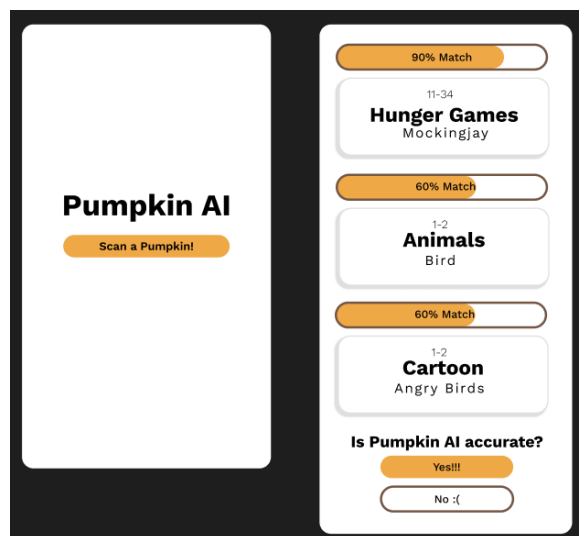 Pumpkin AI
Scan a Pumpkin!
90% Match
11-34
Hunger Games
Mockingjay
60% Match
1-2
Animals
Bird
60% Match
1-2
Cartoon
Angry Birds
Is Pumpkin AI accurate?
Yes!!!
No :(